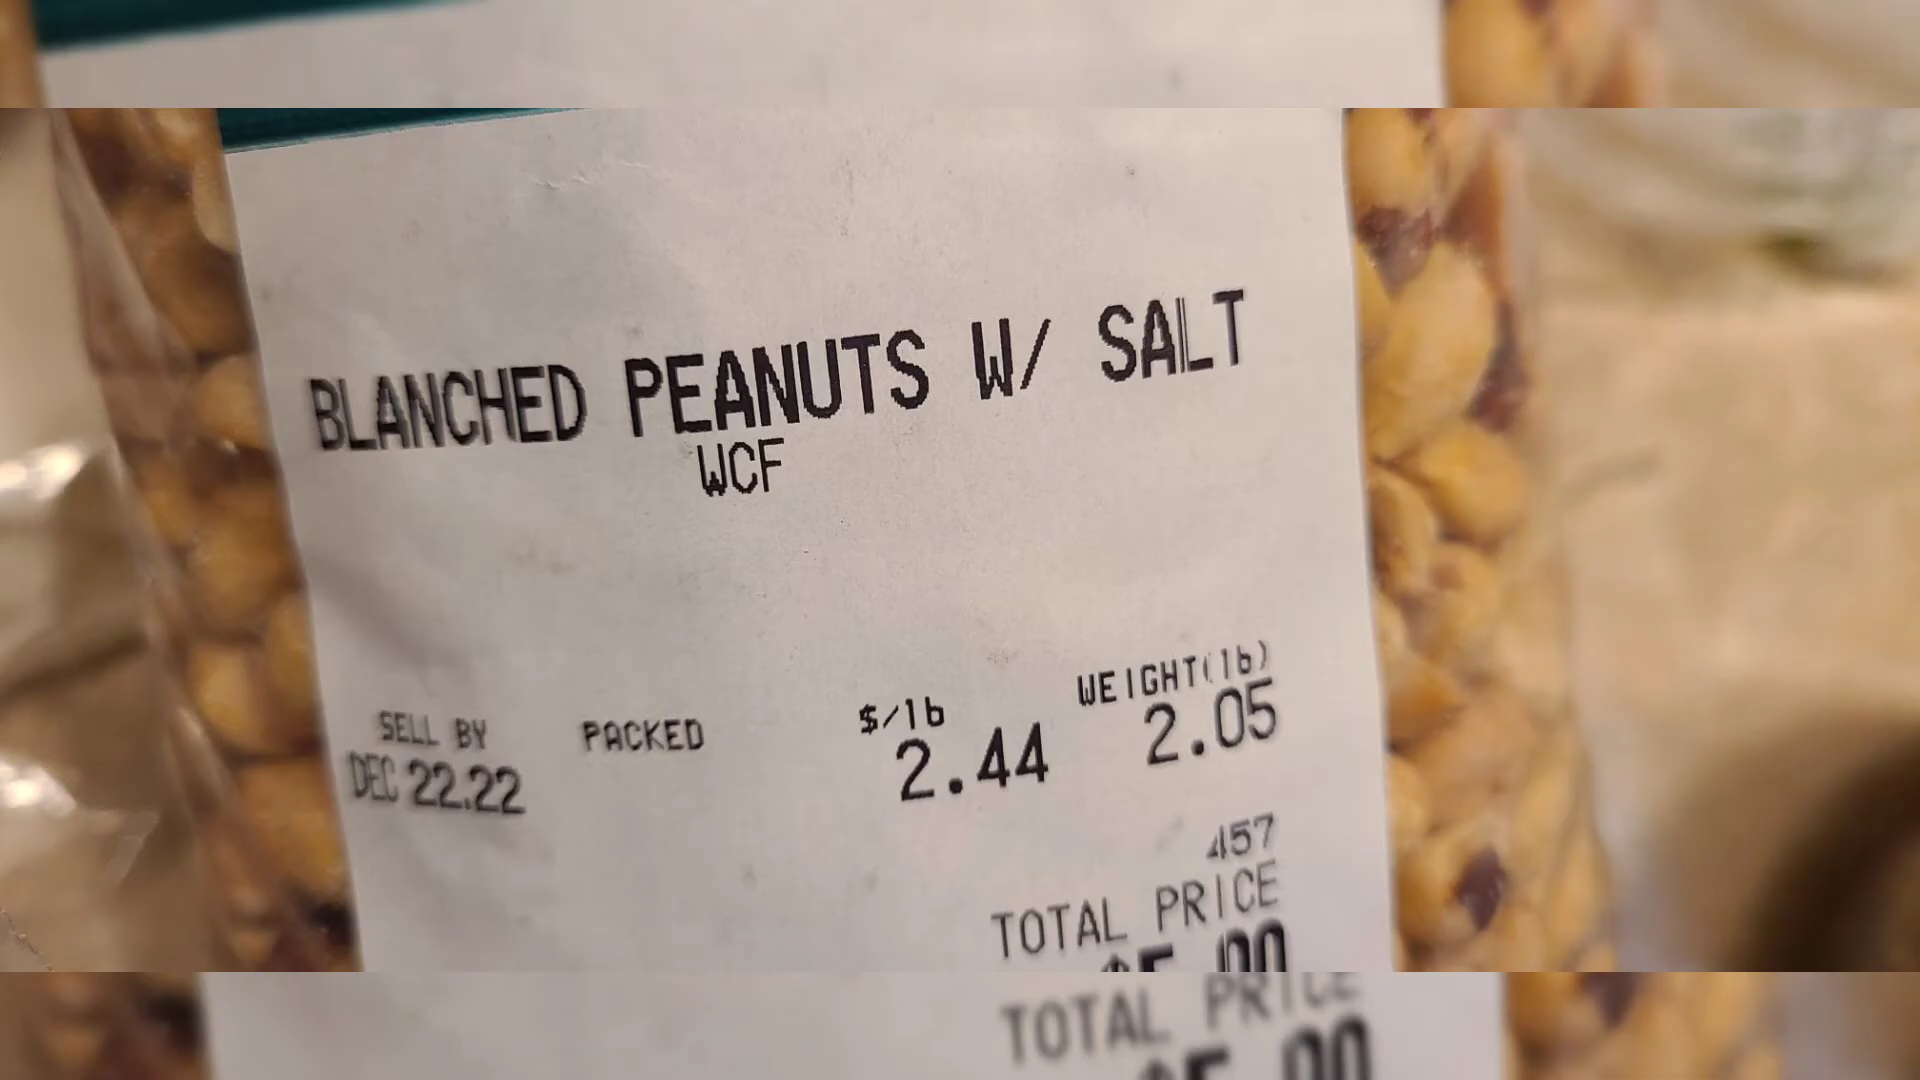 BLANCHED PEANUTS W/ SALT
WCF
SELL BY PACKED $/lb WEIGHT(lb)
DEC 22.22 2.44 2.05
457
TOTAL PRICE
TOTAL PRICE